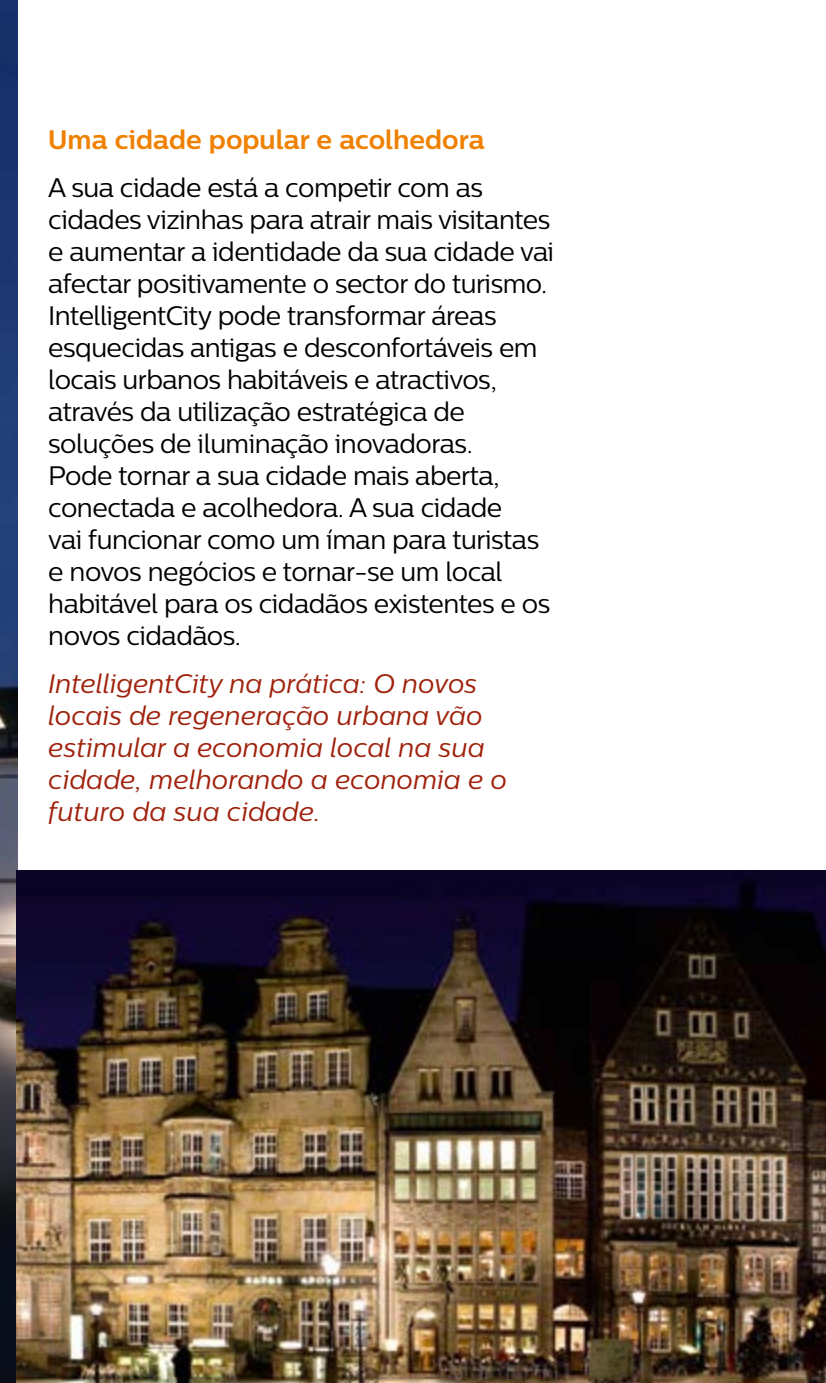 Uma cidade popular e acolhedora
A sua cidade está a competir com as
cidades vizinhas para atrair mais visitantes
e aumentar a identidade da sua cidade vai
afectar positivamente o sector do turismo.
IntelligentCity pode transformar áreas
esquecidas antigas e desconfortáveis em
locais urbanos habitáveis e atractivos,
através da utilização estratégica de
soluções de iluminação inovadoras.
Pode tornar a sua cidade mais aberta,
conectada e acolhedora. A sua cidade
vai funcionar como um íman para turistas
e novos negócios e tornar-se um local
habitável para os cidadãos existentes e os
novos cidadãos.
IntelligentCity na prática: O novos
locais de regeneração urbana vão
estimular a economia local na sua
cidade, melhorando a economia e o
futuro da sua cidade.